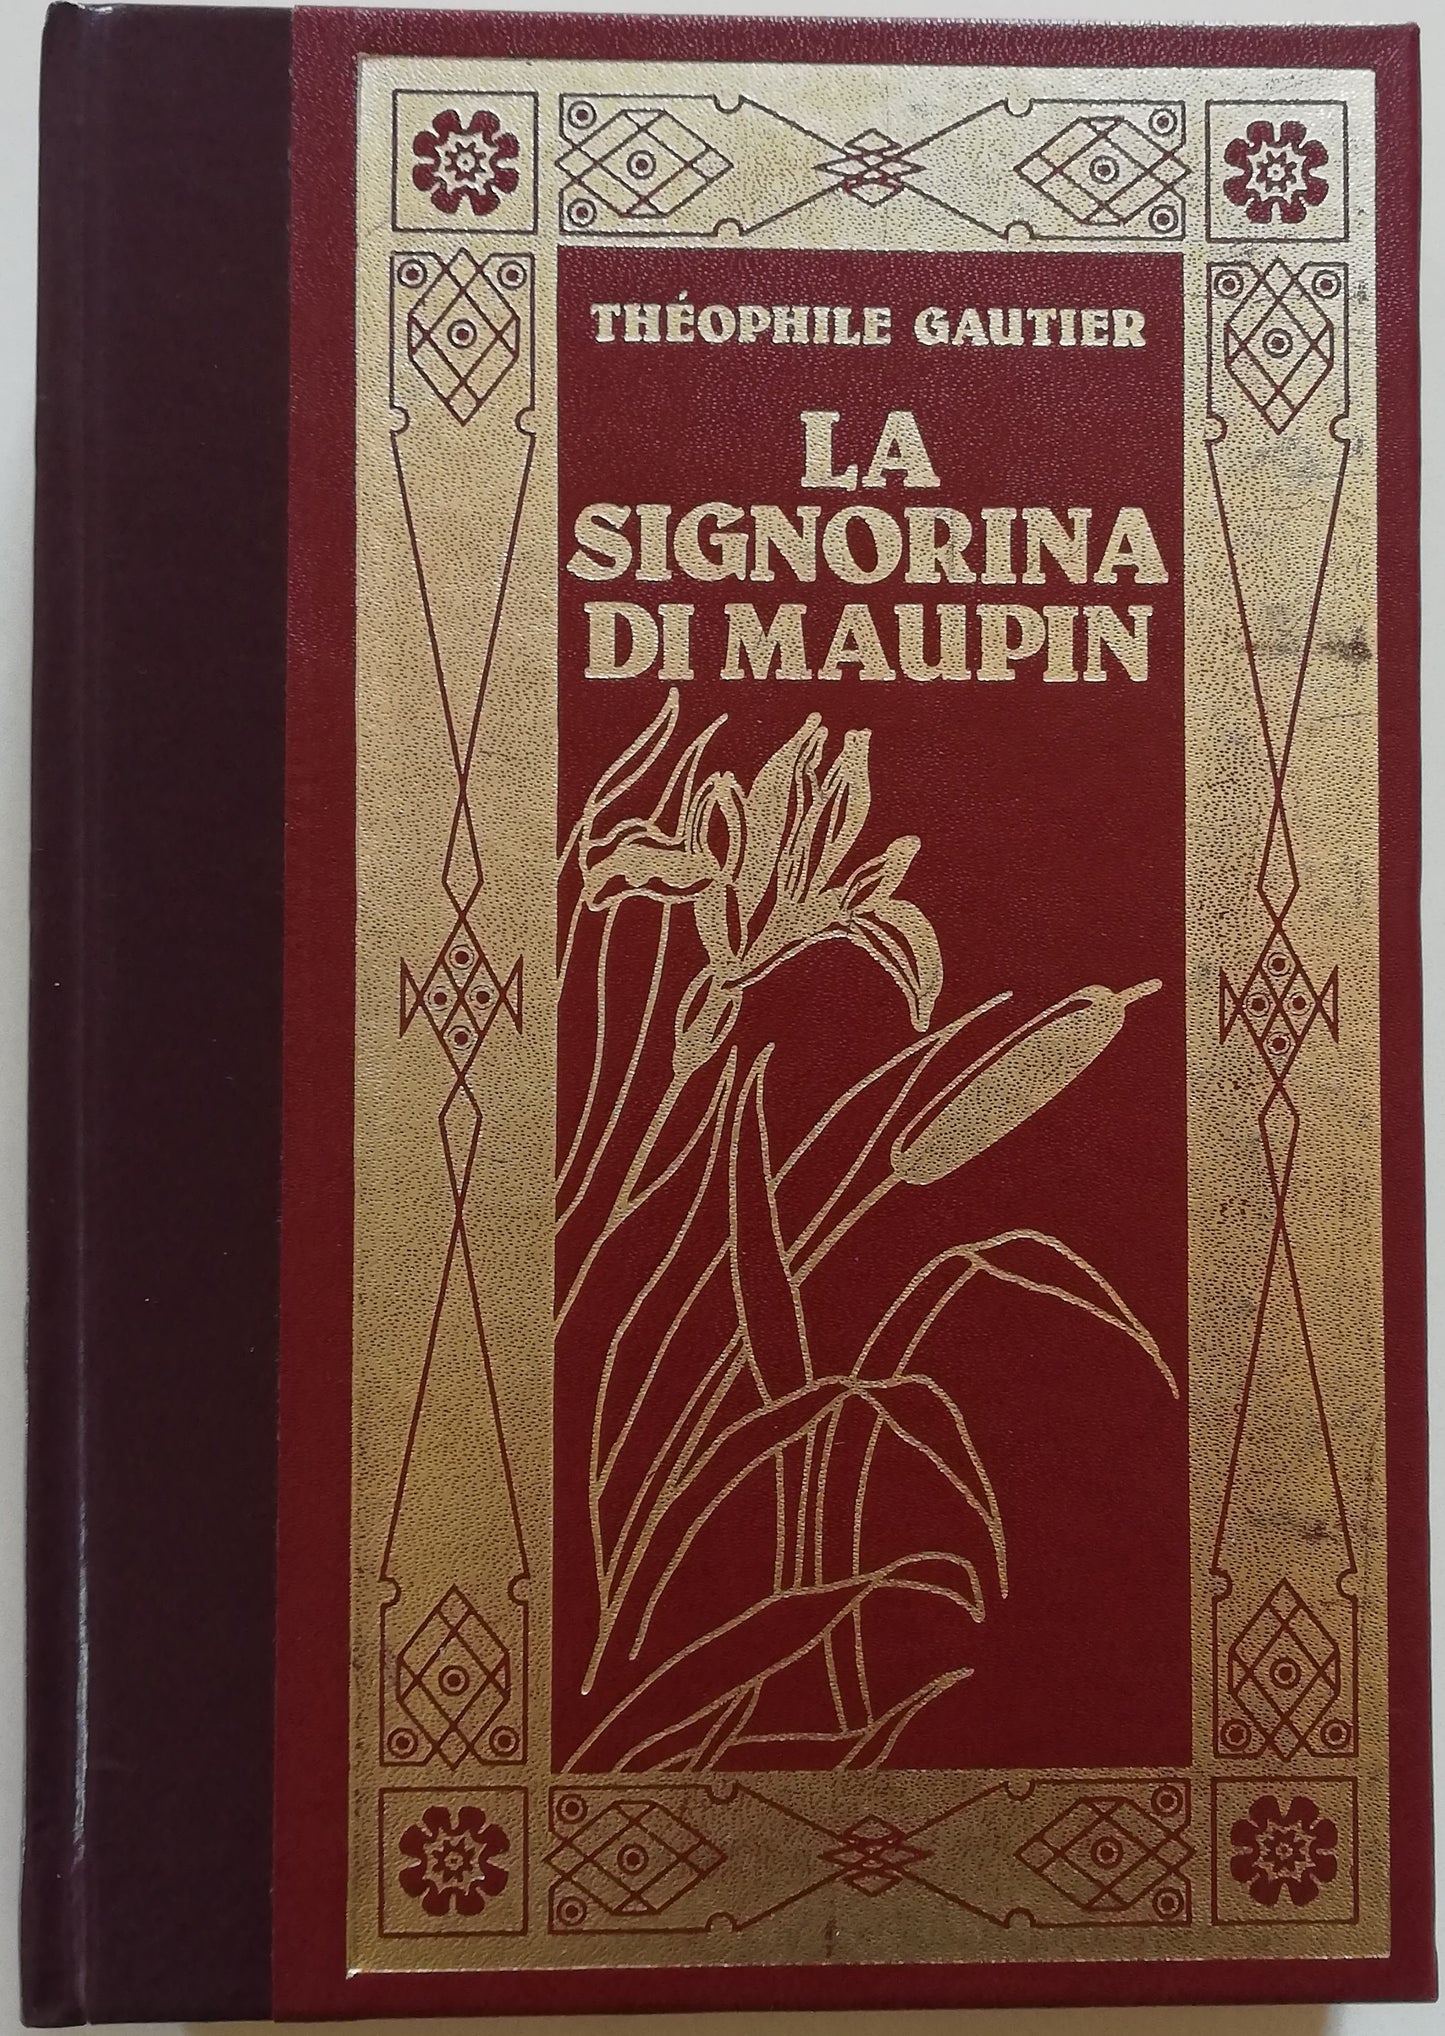 THÉOPHILE GAUTIER
LA
SIGNORINA
DI MAUPIN